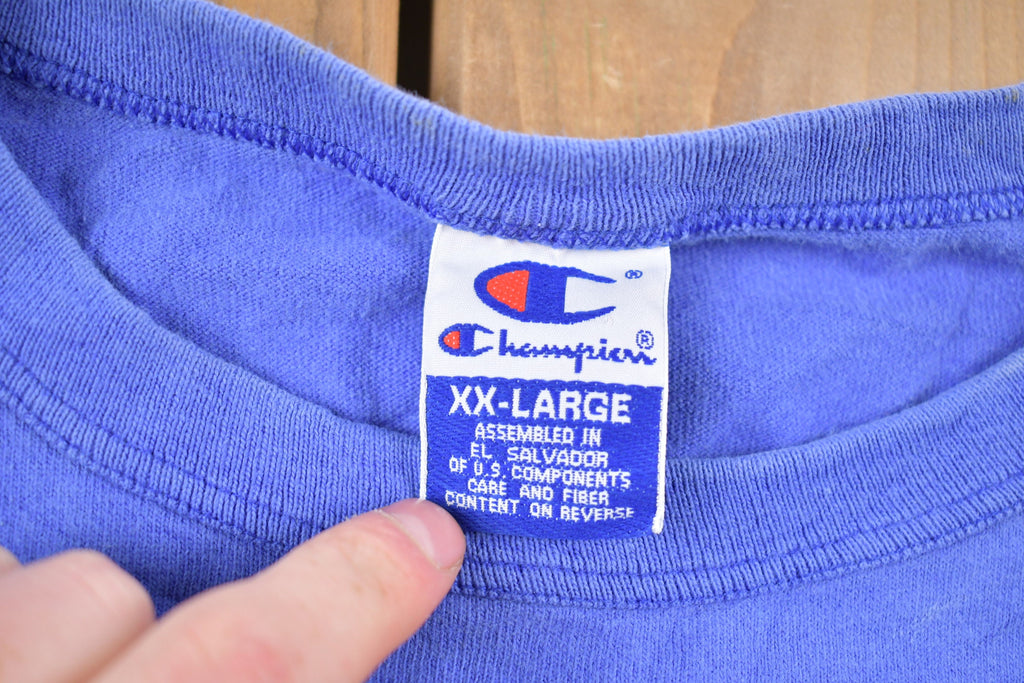 ®
Champion®
XX-LARGE
ASSEMBLED IN
EL SALVADOR
OF U.S. COMPONENTS
CARE AND FIBER
CONTENT ON REVERSE